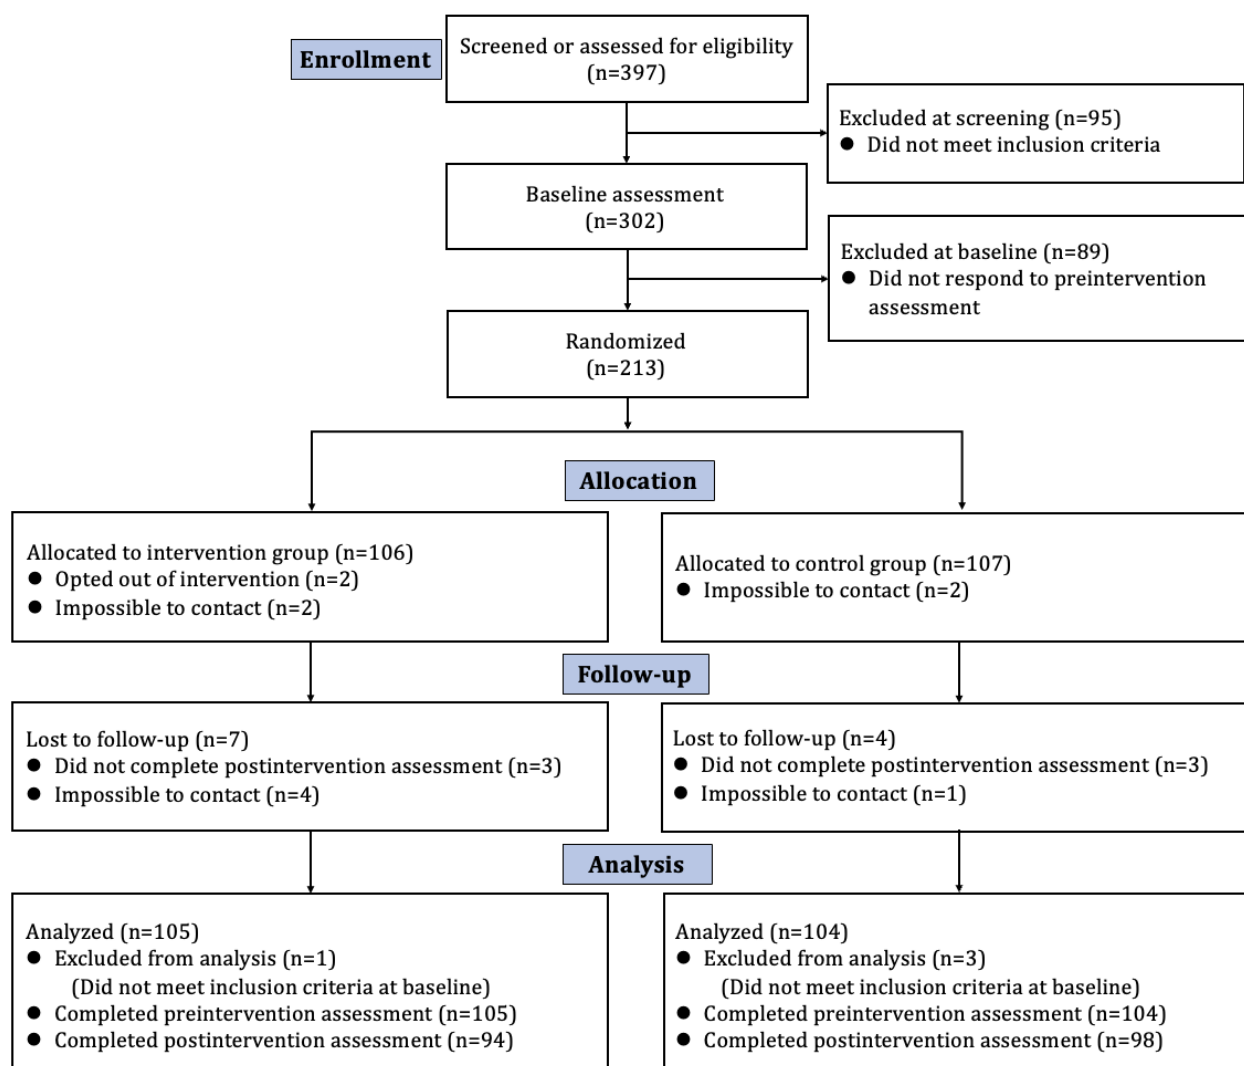 Enrollment
Screened or assessed for eligibility
(n=397)
Excluded at screening (n=95)
● Did not meet inclusion criteria
Baseline assessment
(n=302)
Excluded at baseline (n=89)
● Did not respond to preintervention
assessment
Randomized
(n=213)
Allocation
Allocated to intervention group (n=106)
● Opted out of intervention (n=2)
● Impossible to contact (n=2)
Allocated to control group (n=107)
● Impossible to contact (n=2)
Follow-up
Lost to follow-up (n=7)
● Did not complete postintervention assessment (n=3)
● Impossible to contact (n=4)
Lost to follow-up (n=4)
● Did not complete postintervention assessment (n=3)
● Impossible to contact (n=1)
Analysis
Analyzed (n=105)
● Excluded from analysis (n=1)
(Did not meet inclusion criteria at baseline)
● Completed preintervention assessment (n=105)
● Completed postintervention assessment (n=94)
Analyzed (n=104)
● Excluded from analysis (n=3)
(Did not meet inclusion criteria at baseline)
● Completed preintervention assessment (n=104)
● Completed postintervention assessment (n=98)